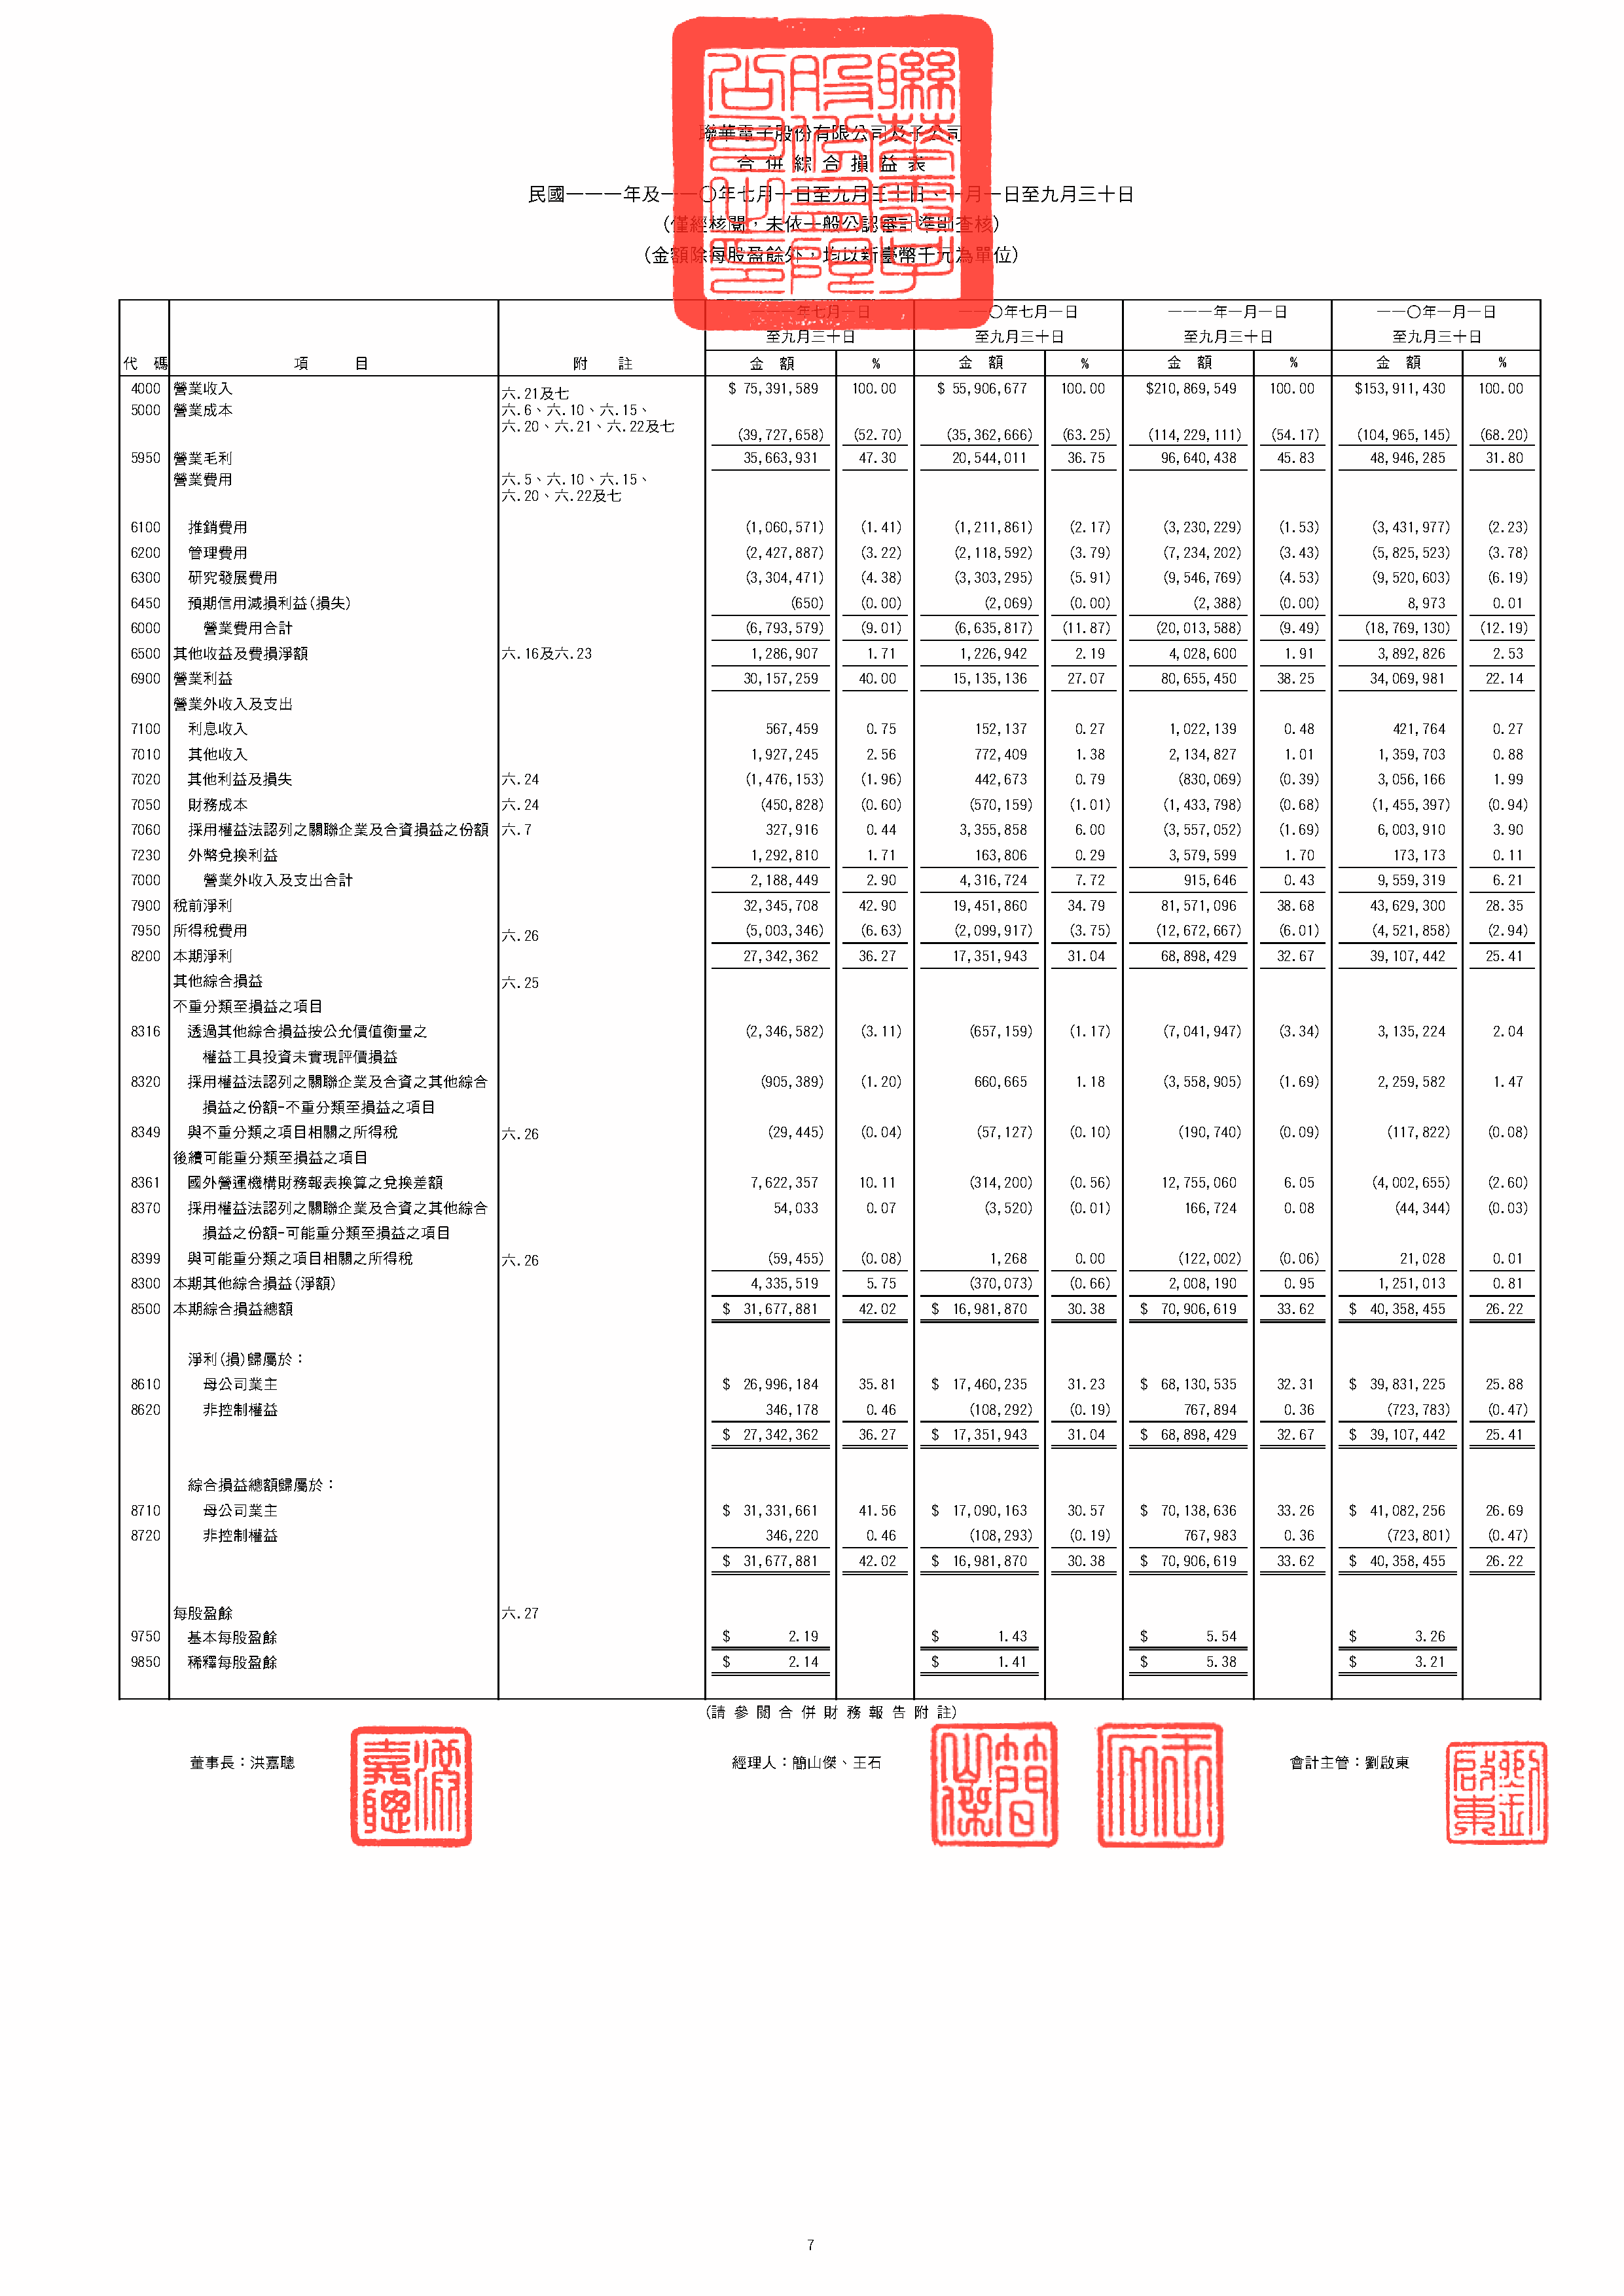 聯華電子股份有限公司及子公司
合併綜合損益表
民國一一一年及一一〇年七月一日至九月三十日、一月一日至九月三十日
(僅經核閱，未依一般公認審計準則查核)
(金額除每股盈餘外，均以新臺幣千元為單位)
一一一年七月一日 一一〇年七月一日 一一一年一月一日 一一〇年一月一日
至九月三十日 至九月三十日 至九月三十日 至九月三十日
代 碼 項 目 附 註 金 額 % 金 額 % 金 額 % 金 額 %
4000 營業收入 六.21及七 $ 75,391,589 100.00 $ 55,906,677 100.00 $210,869,549 100.00 $153,911,430 100.00
5000 營業成本 六.6、六.10、六.15、
六.20、六.21、六.22及七 (39,727,658) (52.70) (35,362,666) (63.25) (114,229,111) (54.17) (104,965,145) (68.20)
5950 營業毛利 35,663,931 47.30 20,544,011 36.75 96,640,438 45.83 48,946,285 31.80
營業費用 六.5、六.10、六.15、
六.20、六.22及七
6100 推銷費用 (1,060,571) (1.41) (1,211,861) (2.17) (3,230,229) (1.53) (3,431,977) (2.23)
6200 管理費用 (2,427,887) (3.22) (2,118,592) (3.79) (7,234,202) (3.43) (5,825,523) (3.78)
6300 研究發展費用 (3,304,471) (4.38) (3,303,295) (5.91) (9,546,769) (4.53) (9,520,603) (6.19)
6450 預期信用減損利益(損失) (650) (0.00) (2,069) (0.00) (2,388) (0.00) 8,973 0.01
6000 營業費用合計 (6,793,579) (9.01) (6,635,817) (11.87) (20,013,588) (9.49) (18,769,130) (12.19)
6500 其他收益及費損淨額 六.16及六.23 1,286,907 1.71 1,226,942 2.19 4,028,600 1.91 3,892,826 2.53
6900 營業利益 30,157,259 40.00 15,135,136 27.07 80,655,450 38.25 34,069,981 22.14
營業外收入及支出
7100 利息收入 567,459 0.75 152,137 0.27 1,022,139 0.48 421,764 0.27
7010 其他收入 1,927,245 2.56 772,409 1.38 2,134,827 1.01 1,359,703 0.88
7020 其他利益及損失 六.24 (1,476,153) (1.96) 442,673 0.79 (830,069) (0.39) 3,056,166 1.99
7050 財務成本 六.24 (450,828) (0.60) (570,159) (1.01) (1,433,798) (0.68) (1,455,397) (0.94)
7060 採用權益法認列之關聯企業及合資損益之份額 六.7 327,916 0.44 3,355,858 6.00 (3,557,052) (1.69) 6,003,910 3.90
7230 外幣兌換利益 1,292,810 1.71 163,806 0.29 3,579,599 1.70 173,173 0.11
7000 營業外收入及支出合計 2,188,449 2.90 4,316,724 7.72 915,646 0.43 9,559,319 6.21
7900 稅前淨利 32,345,708 42.90 19,451,860 34.79 81,571,096 38.68 43,629,300 28.35
7950 所得稅費用 六.26 (5,003,346) (6.63) (2,099,917) (3.75) (12,672,667) (6.01) (4,521,858) (2.94)
8200 本期淨利 27,342,362 36.27 17,351,943 31.04 68,898,429 32.67 39,107,442 25.41
其他綜合損益 六.25
不重分類至損益之項目
8316 透過其他綜合損益按公允價值衡量之 (2,346,582) (3.11) (657,159) (1.17) (7,041,947) (3.34) 3,135,224 2.04
權益工具投資未實現評價損益
8320 採用權益法認列之關聯企業及合資之其他綜合 (905,389) (1.20) 660,665 1.18 (3,558,905) (1.69) 2,259,582 1.47
損益之份額-不重分類至損益之項目
8349 與不重分類之項目相關之所得稅 六.26 (29,445) (0.04) (57,127) (0.10) (190,740) (0.09) (117,822) (0.08)
後續可能重分類至損益之項目
8361 國外營運機構財務報表換算之兌換差額 7,622,357 10.11 (314,200) (0.56) 12,755,060 6.05 (4,002,655) (2.60)
8370 採用權益法認列之關聯企業及合資之其他綜合 54,033 0.07 (3,520) (0.01) 166,724 0.08 (44,344) (0.03)
損益之份額-可能重分類至損益之項目
8399 與可能重分類之項目相關之所得稅 六.26 (59,455) (0.08) 1,268 0.00 (122,002) (0.06) 21,028 0.01
8300 本期其他綜合損益(淨額) 4,335,519 5.75 (370,073) (0.66) 2,008,190 0.95 1,251,013 0.81
8500 本期綜合損益總額 $ 31,677,881 42.02 $ 16,981,870 30.38 $ 70,906,619 33.62 $ 40,358,455 26.22
淨利(損)歸屬於：
8610 母公司業主 $ 26,996,184 35.81 $ 17,460,235 31.23 $ 68,130,535 32.31 $ 39,831,225 25.88
8620 非控制權益 346,178 0.46 (108,292) (0.19) 767,894 0.36 (723,783) (0.47)
$ 27,342,362 36.27 $ 17,351,943 31.04 $ 68,898,429 32.67 $ 39,107,442 25.41
綜合損益總額歸屬於：
8710 母公司業主 $ 31,331,661 41.56 $ 17,090,163 30.57 $ 70,138,636 33.26 $ 41,082,256 26.69
8720 非控制權益 346,220 0.46 (108,293) (0.19) 767,983 0.36 (723,801) (0.47)
$ 31,677,881 42.02 $ 16,981,870 30.38 $ 70,906,619 33.62 $ 40,358,455 26.22
每股盈餘 六.27
9750 基本每股盈餘 $ 2.19 $ 1.43 $ 5.54 $ 3.26
9850 稀釋每股盈餘 $ 2.14 $ 1.41 $ 5.38 $ 3.21
(請參閱合併財務報告附註)
董事長：洪嘉聰 經理人：簡山傑、王石 會計主管：劉啟東
7